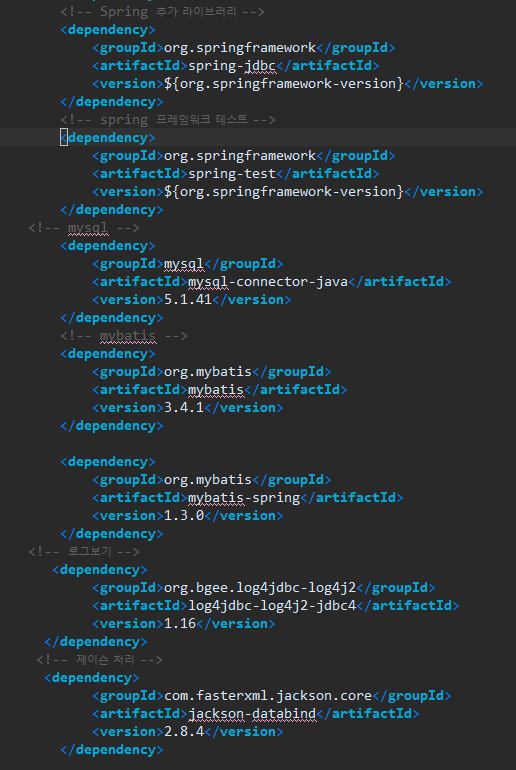 <!-- Spring 추가 라이브러리 -->
<dependency>
<groupId>org.springframework</groupId>
<artifactId>spring-jdbc</artifactId>
<version>${org.springframework-version}</version>
</dependency>
<!-- spring 프레임워크 테스트 -->
<dependency>
<groupId>org.springframework</groupId>
<artifactId>spring-test</artifactId>
<version>${org.springframework-version}</version>
</dependency>
<!-- mysql -->
<dependency>
<groupId>mysql</groupId>
<artifactId>mysql-connector-java</artifactId>
<version>5.1.41</version>
</dependency>
<!-- mybatis -->
<dependency>
<groupId>org.mybatis</groupId>
<artifactId>mybatis</artifactId>
<version>3.4.1</version>
</dependency>
<dependency>
<groupId>org.mybatis</groupId>
<artifactId>mybatis-spring</artifactId>
<version>1.3.0</version>
</dependency>
<!-- 로그보기 -->
<dependency>
<groupId>org.bgee.log4jdbc-log4j2</groupId>
<artifactId>log4jdbc-log4j2-jdbc4</artifactId>
<version>1.16</version>
</dependency>
<!-- 제이슨 처리 -->
<dependency>
<groupId>com.fasterxml.jackson.core</groupId>
<artifactId>jackson-databind</artifactId>
<version>2.8.4</version>
</dependency>